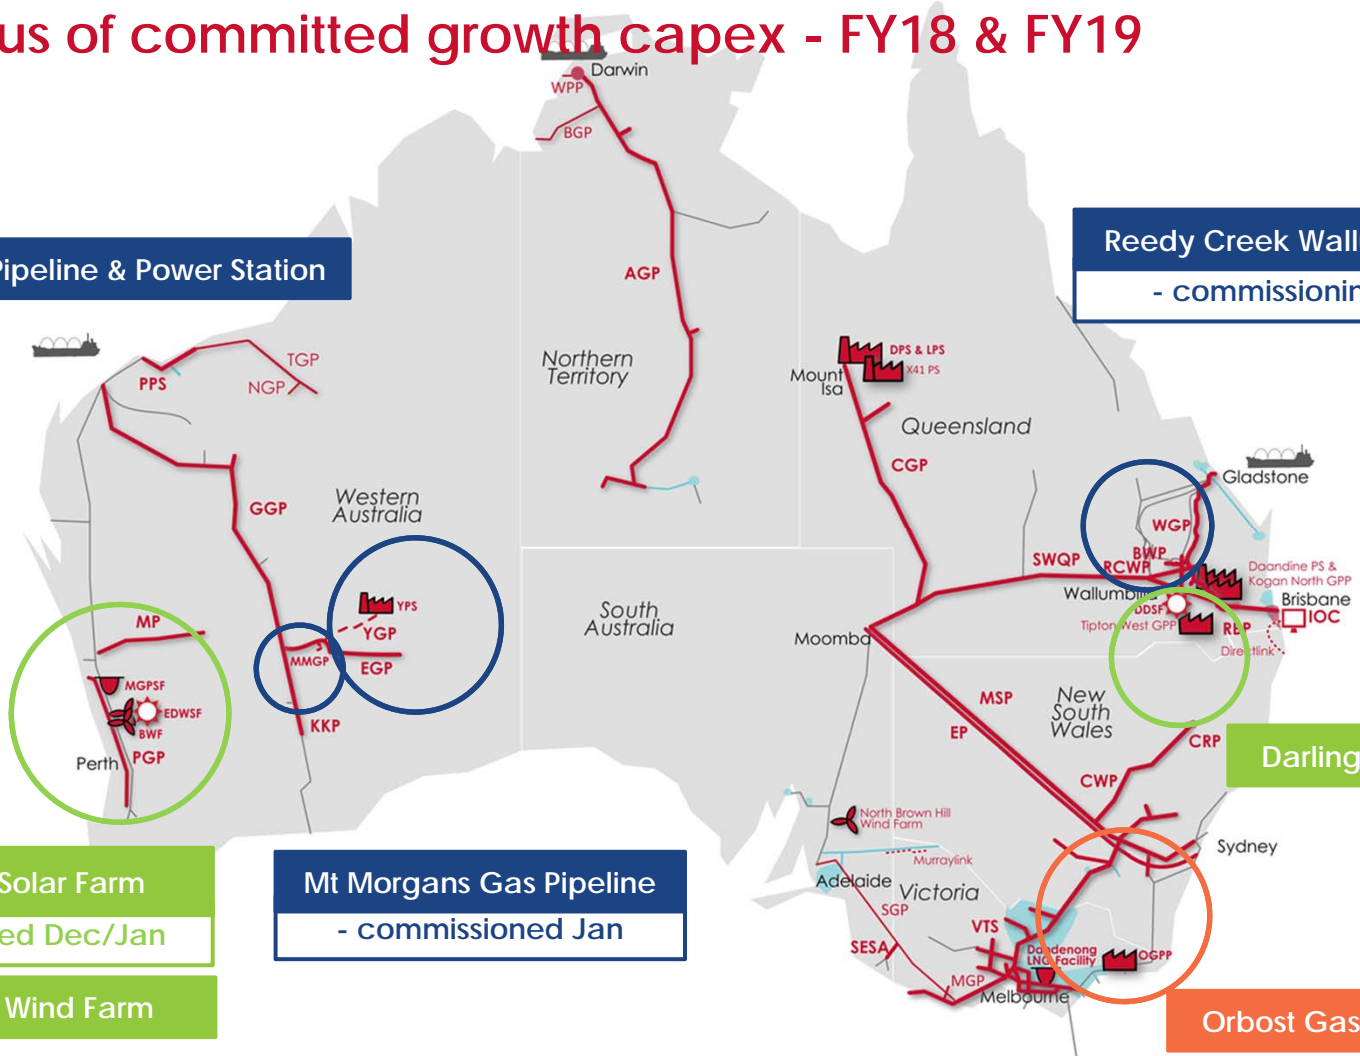 us of committed growth capex - FY18 & FY19
Darwin
WPP
BGP
Pipeline & Power Station
Reedy Creek Wall
- commissionin
AGP
Northern
Territory
TGP
NGP
PPS
DPS & LPS
X41 PS
Mount
Isa
Queensland
CGP
Gladstone
GGP
Western
Australia
WGP
BWP
SWQP
RCWP
Daandine PS &
Kogan North GPP
Wallumbilla
Brisbane
DDSF
IOC
Tipton West GPP
RBP
Directlink
YPS
YGP
MMGP
EGP
South
Australia
Moomba
MP
MGPSF
EDWSF
BWF
PGP
Perth
KKP
MSP
EP
New
South
Wales
CRP
CWP
Darling
North Brown Hill
Wind Farm
Murraylink
Sydney
Adelaide
Victoria
SGP
VTS
SESA
Dandenong
LNG Facility
OGPP
MGP
Melbourne
Solar Farm
ed Dec/Jan
Wind Farm
Mt Morgans Gas Pipeline
- commissioned Jan
Orbost Gas